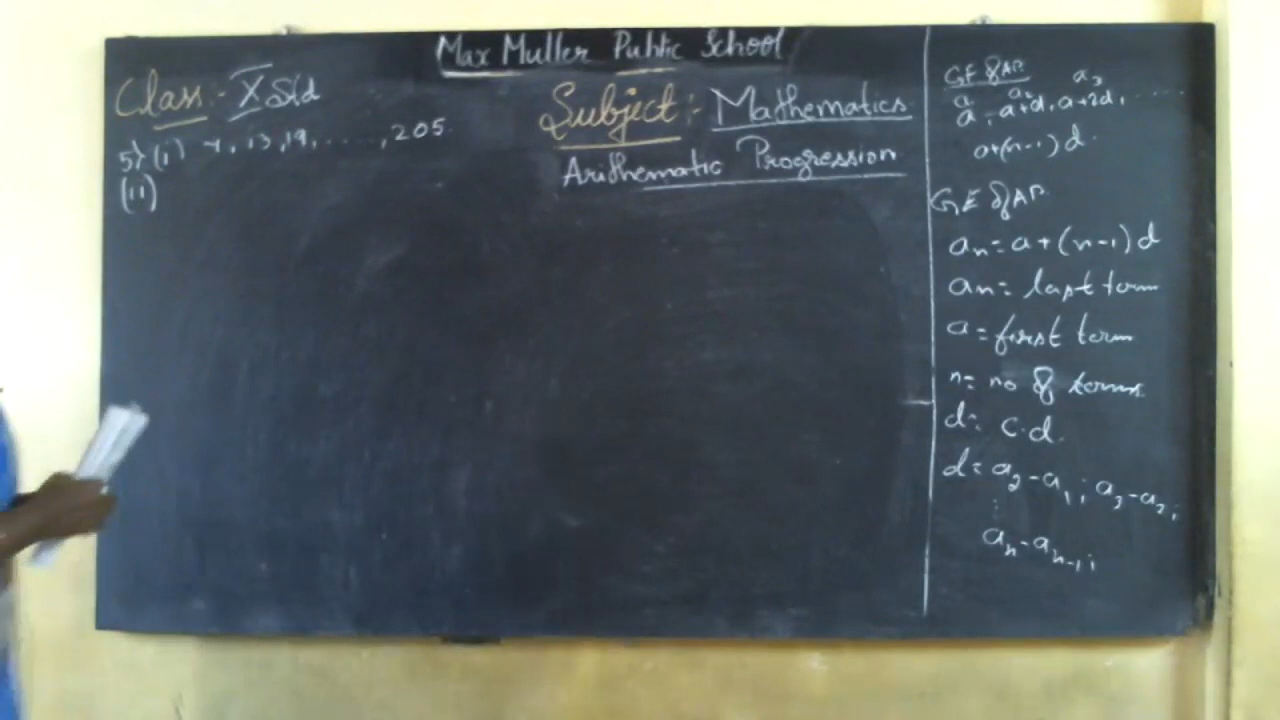 Max Muller Public School
Class:- X Std
Subject:- Mathematics
Arithematic Progression
5) (i) 7, 13, 19, ....., 205.
(ii)
GF of AP
a a₂ a₃
a, a+d, a+2d, .....
a+(n-1)d.
GE of AP.
aₙ = a+(n-1)d
aₙ = last term
a = first term
n = no of terms
d = c.d.
d = a₂-a₁; a₃-a₂;
⋮
aₙ-aₙ₋₁;